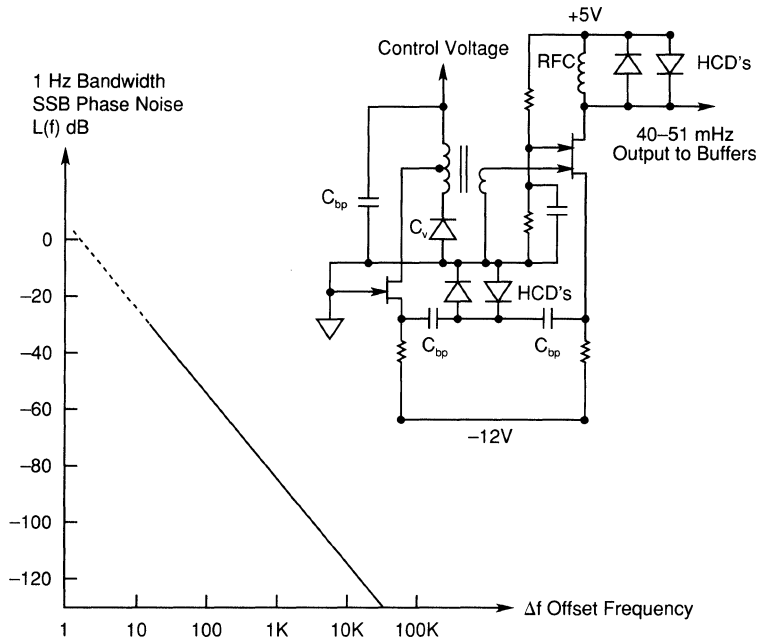 +5V
Control Voltage
RFC
HCD's
1 Hz Bandwidth
SSB Phase Noise
L(f) dB
40–51 mHz
Output to Buffers
C_bp
C_v
HCD's
C_bp
C_bp
–12V
0
–20
–40
–60
–80
–100
–120
1
10
100
1K
10K
100K
Δf Offset Frequency